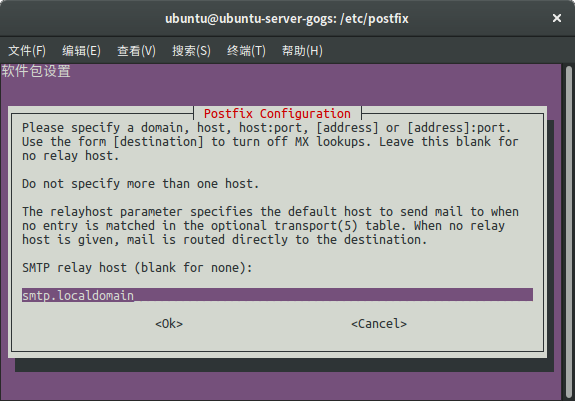 ubuntu@ubuntu-server-gogs: /etc/postfix
文件(F) 编辑(E) 查看(V) 搜索(S) 终端(T) 帮助(H)
软件包设置
Postfix Configuration
Please specify a domain, host, host:port, [address] or [address]:port.
Use the form [destination] to turn off MX lookups. Leave this blank for
no relay host.
Do not specify more than one host.
The relayhost parameter specifies the default host to send mail to when
no entry is matched in the optional transport(5) table. When no relay
host is given, mail is routed directly to the destination.
SMTP relay host (blank for none):
smtp.localdomain
<Ok> <Cancel>